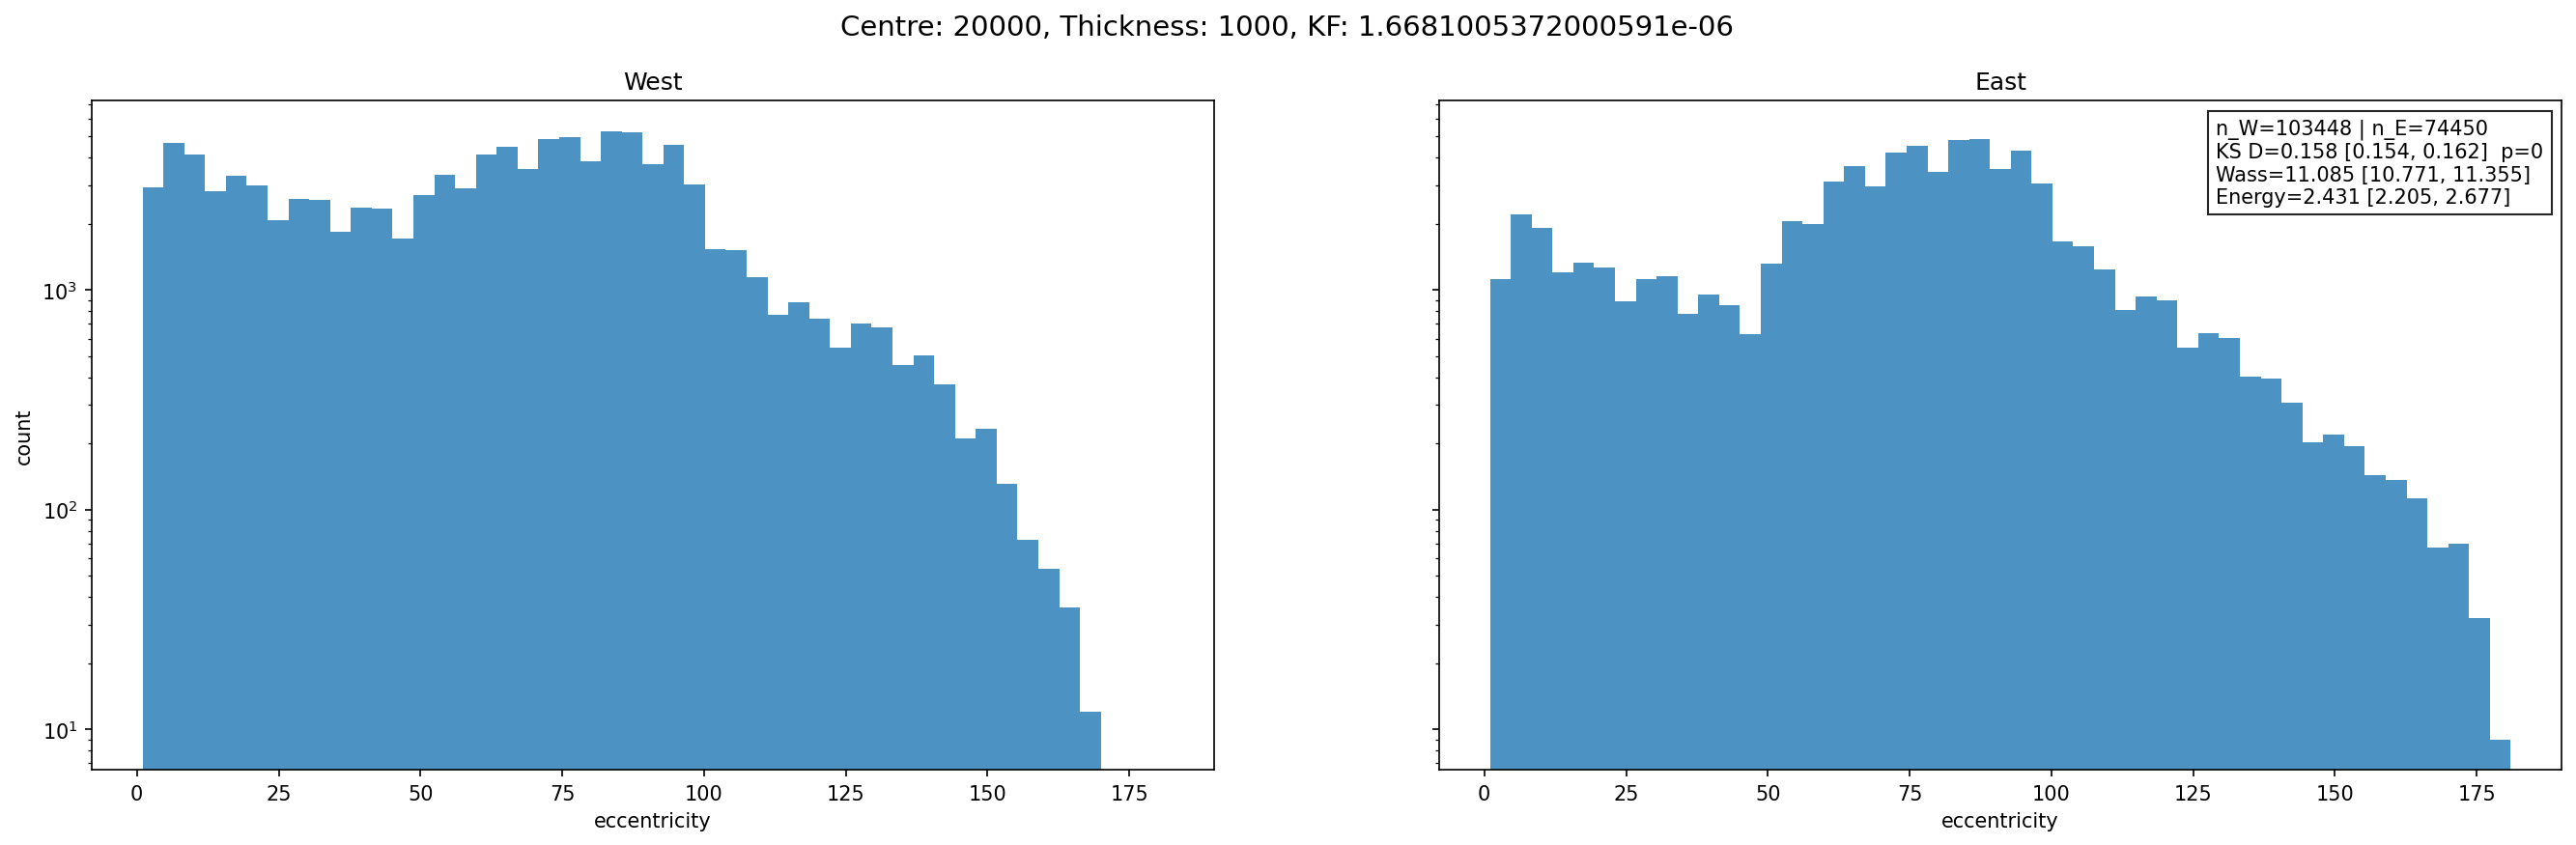 Centre: 20000, Thickness: 1000, KF: 1.6681005372000591e-06
West
count
10³
10²
10¹
0 25 50 75 100 125 150 175
eccentricity
East
n_W=103448 | n_E=74450
KS D=0.158 [0.154, 0.162]  p=0
Wass=11.085 [10.771, 11.355]
Energy=2.431 [2.205, 2.677]
0 25 50 75 100 125 150 175
eccentricity